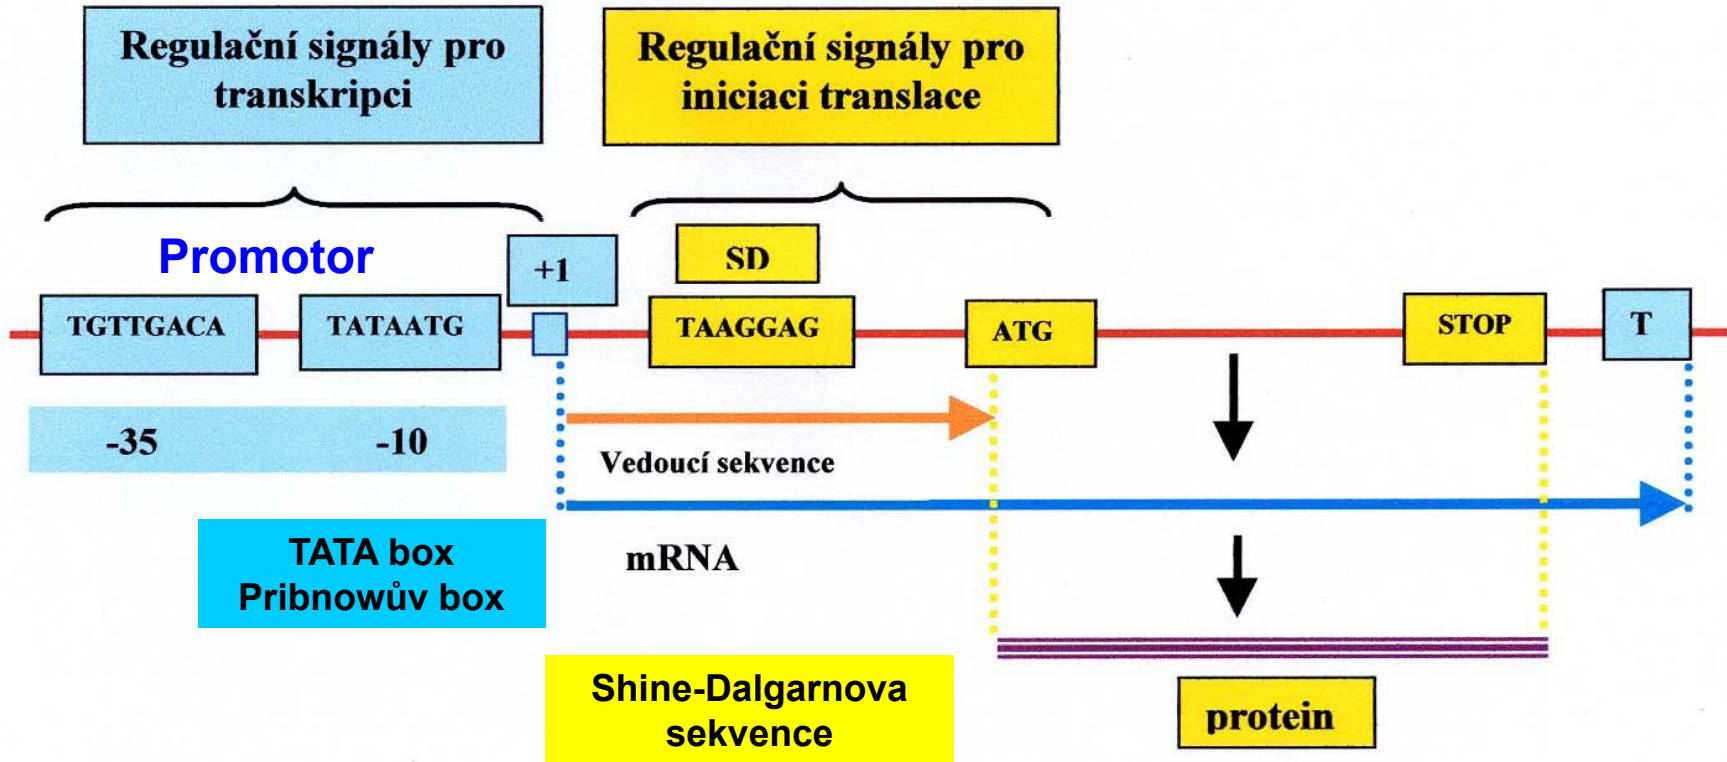 Regulační signály pro
transkripci
Regulační signály pro
iniciaci translace
Promotor
+1
SD
TGTTGACA
TATAATG
TAAGGAG
ATG
STOP
T
-35
-10
Vedoucí sekvence
mRNA
TATA box
Pribnowův box
Shine-Dalgarnova
sekvence
protein